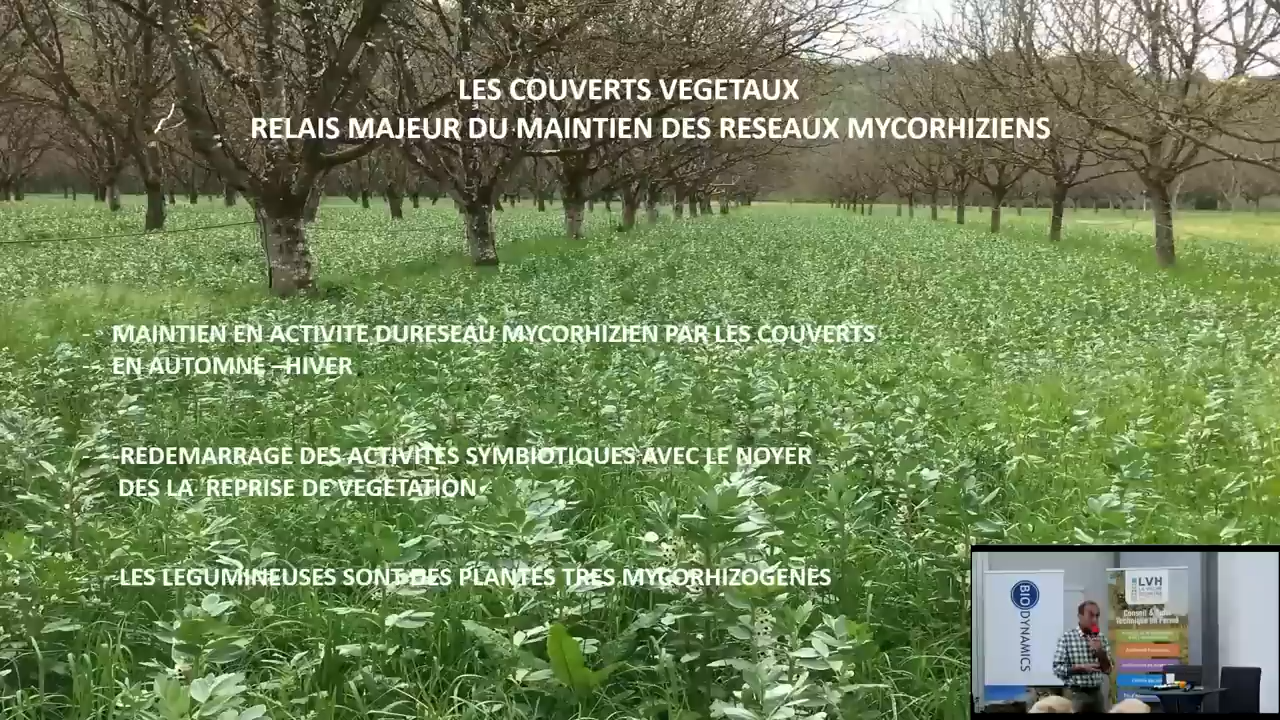 LES COUVERTS VEGETAUX
RELAIS MAJEUR DU MAINTIEN DES RESEAUX MYCORHIZIENS
- MAINTIEN EN ACTIVITE DURESEAU MYCORHIZIEN PAR LES COUVERTS
EN AUTOMNE –HIVER
-REDEMARRAGE DES ACTIVITES SYMBIOTIQUES AVEC LE NOYER
DES LA REPRISE DE VEGETATION
-LES LEGUMINEUSES SONT DES PLANTES TRES MYCORHIZOGENES
BIODYNAMICS
LVH
Conseil &
Technique en Ferme